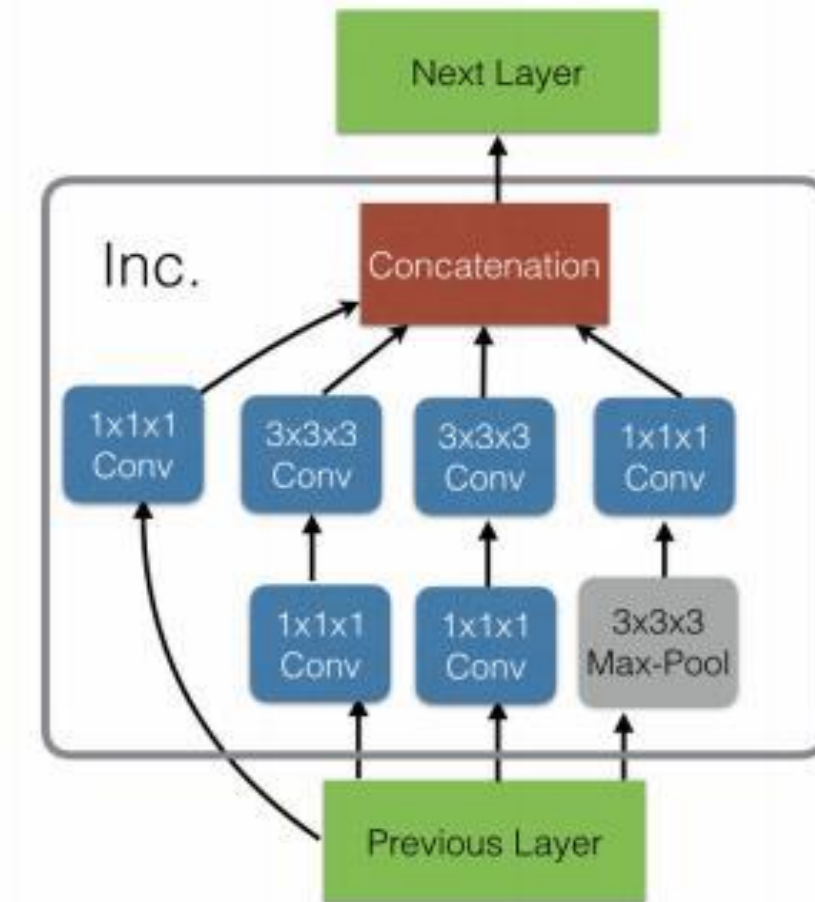 Next Layer
Inc.
Concatenation
1x1x1
Conv
3x3x3
Conv
3x3x3
Conv
1x1x1
Conv
1x1x1
Conv
1x1x1
Conv
3x3x3
Max-Pool
Previous Layer